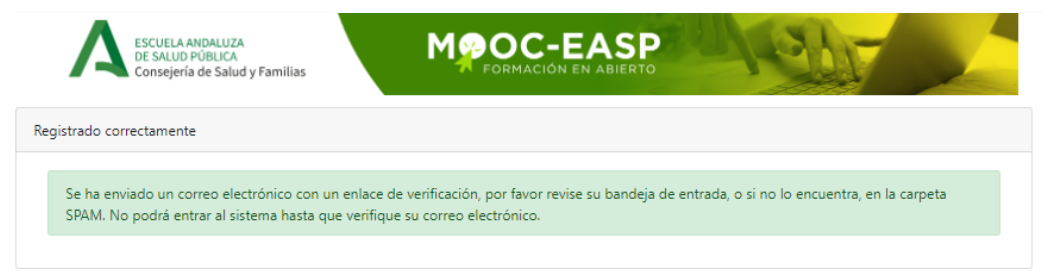 ESCUELA ANDALUZA
DE SALUD PÚBLICA
Consejería de Salud y Familias
MOOC-EASP
FORMACIÓN EN ABIERTO
Registrado correctamente
Se ha enviado un correo electrónico con un enlace de verificación, por favor revise su bandeja de entrada, o si no lo encuentra, en la carpeta
SPAM. No podrá entrar al sistema hasta que verifique su correo electrónico.